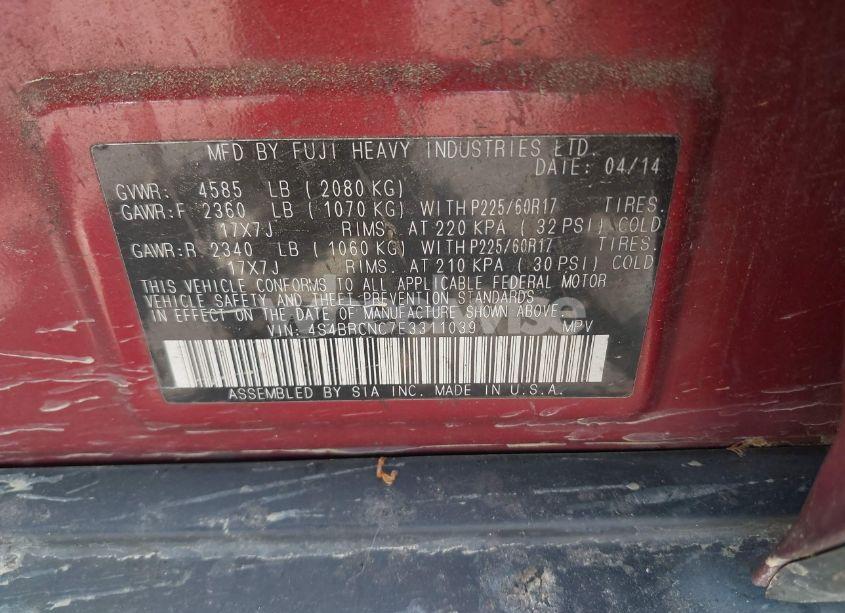 MFD BY FUJI HEAVY INDUSTRIES LTD.
DATE: 04/14
GVWR: 4585 LB (2080 KG)
GAWR:F 2360 LB (1070 KG) WITH P225/60R17 TIRES.
17X7J RIMS. AT 220 KPA (32 PSI) COLD
GAWR:R 2340 LB (1060 KG) WITH P225/60R17 TIRES.
17X7J RIMS. AT 210 KPA (30 PSI) COLD
THIS VEHICLE CONFORMS TO ALL APPLICABLE FEDERAL MOTOR
VEHICLE SAFETY AND THEFT PREVENTION STANDARDS
IN EFFECT ON THE DATE OF MANUFACTURE SHOWN ABOVE.
VIN: 4S4BRCNC7E3311039 MPV
ASSEMBLED BY SIA INC. MADE IN U.S.A.